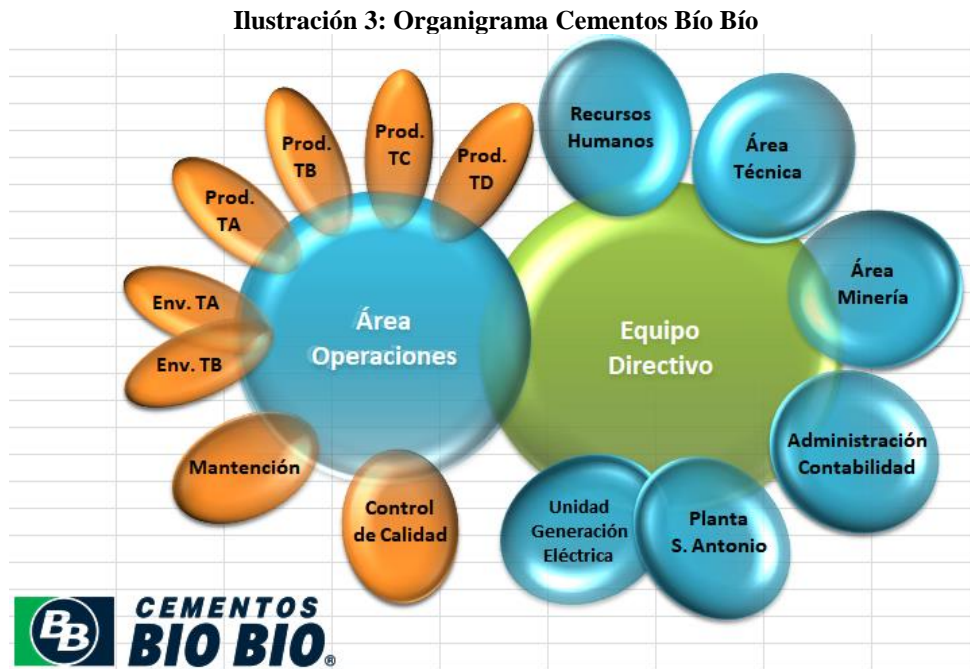 Ilustración 3: Organigrama Cementos Bío Bío
Recursos
Humanos
Área
Técnica
Área
Minería
Administración
Contabilidad
Planta
S. Antonio
Unidad
Generación
Eléctrica
Equipo
Directivo
Área
Operaciones
Prod.
TD
Prod.
TC
Prod.
TB
Prod.
TA
Env. TA
Env. TB
Mantención
Control
de Calidad
BB
CEMENTOS
BIO BIO®